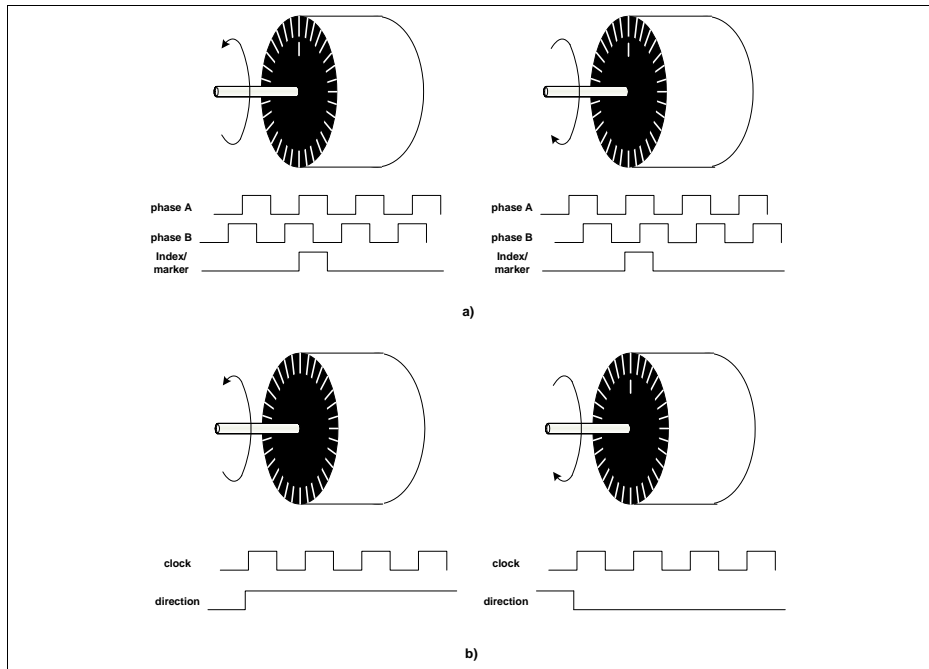 phase A
phase B
Index/
marker
phase A
phase B
Index/
marker
a)
clock
direction
clock
direction
b)